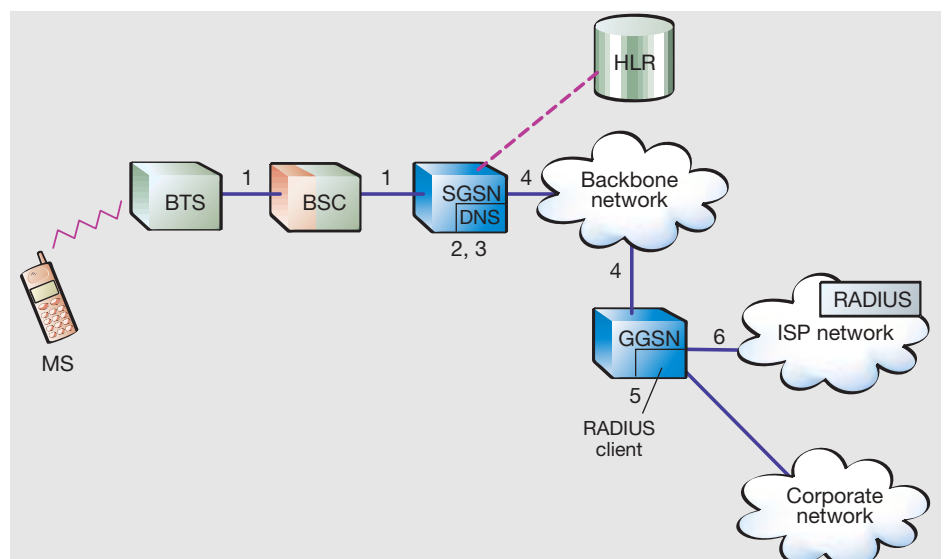 HLR
1
1
4
BTS
BSC
SGSN
DNS
2, 3
Backbone
network
4
MS
GGSN
5
RADIUS
client
6
RADIUS
ISP network
Corporate
network